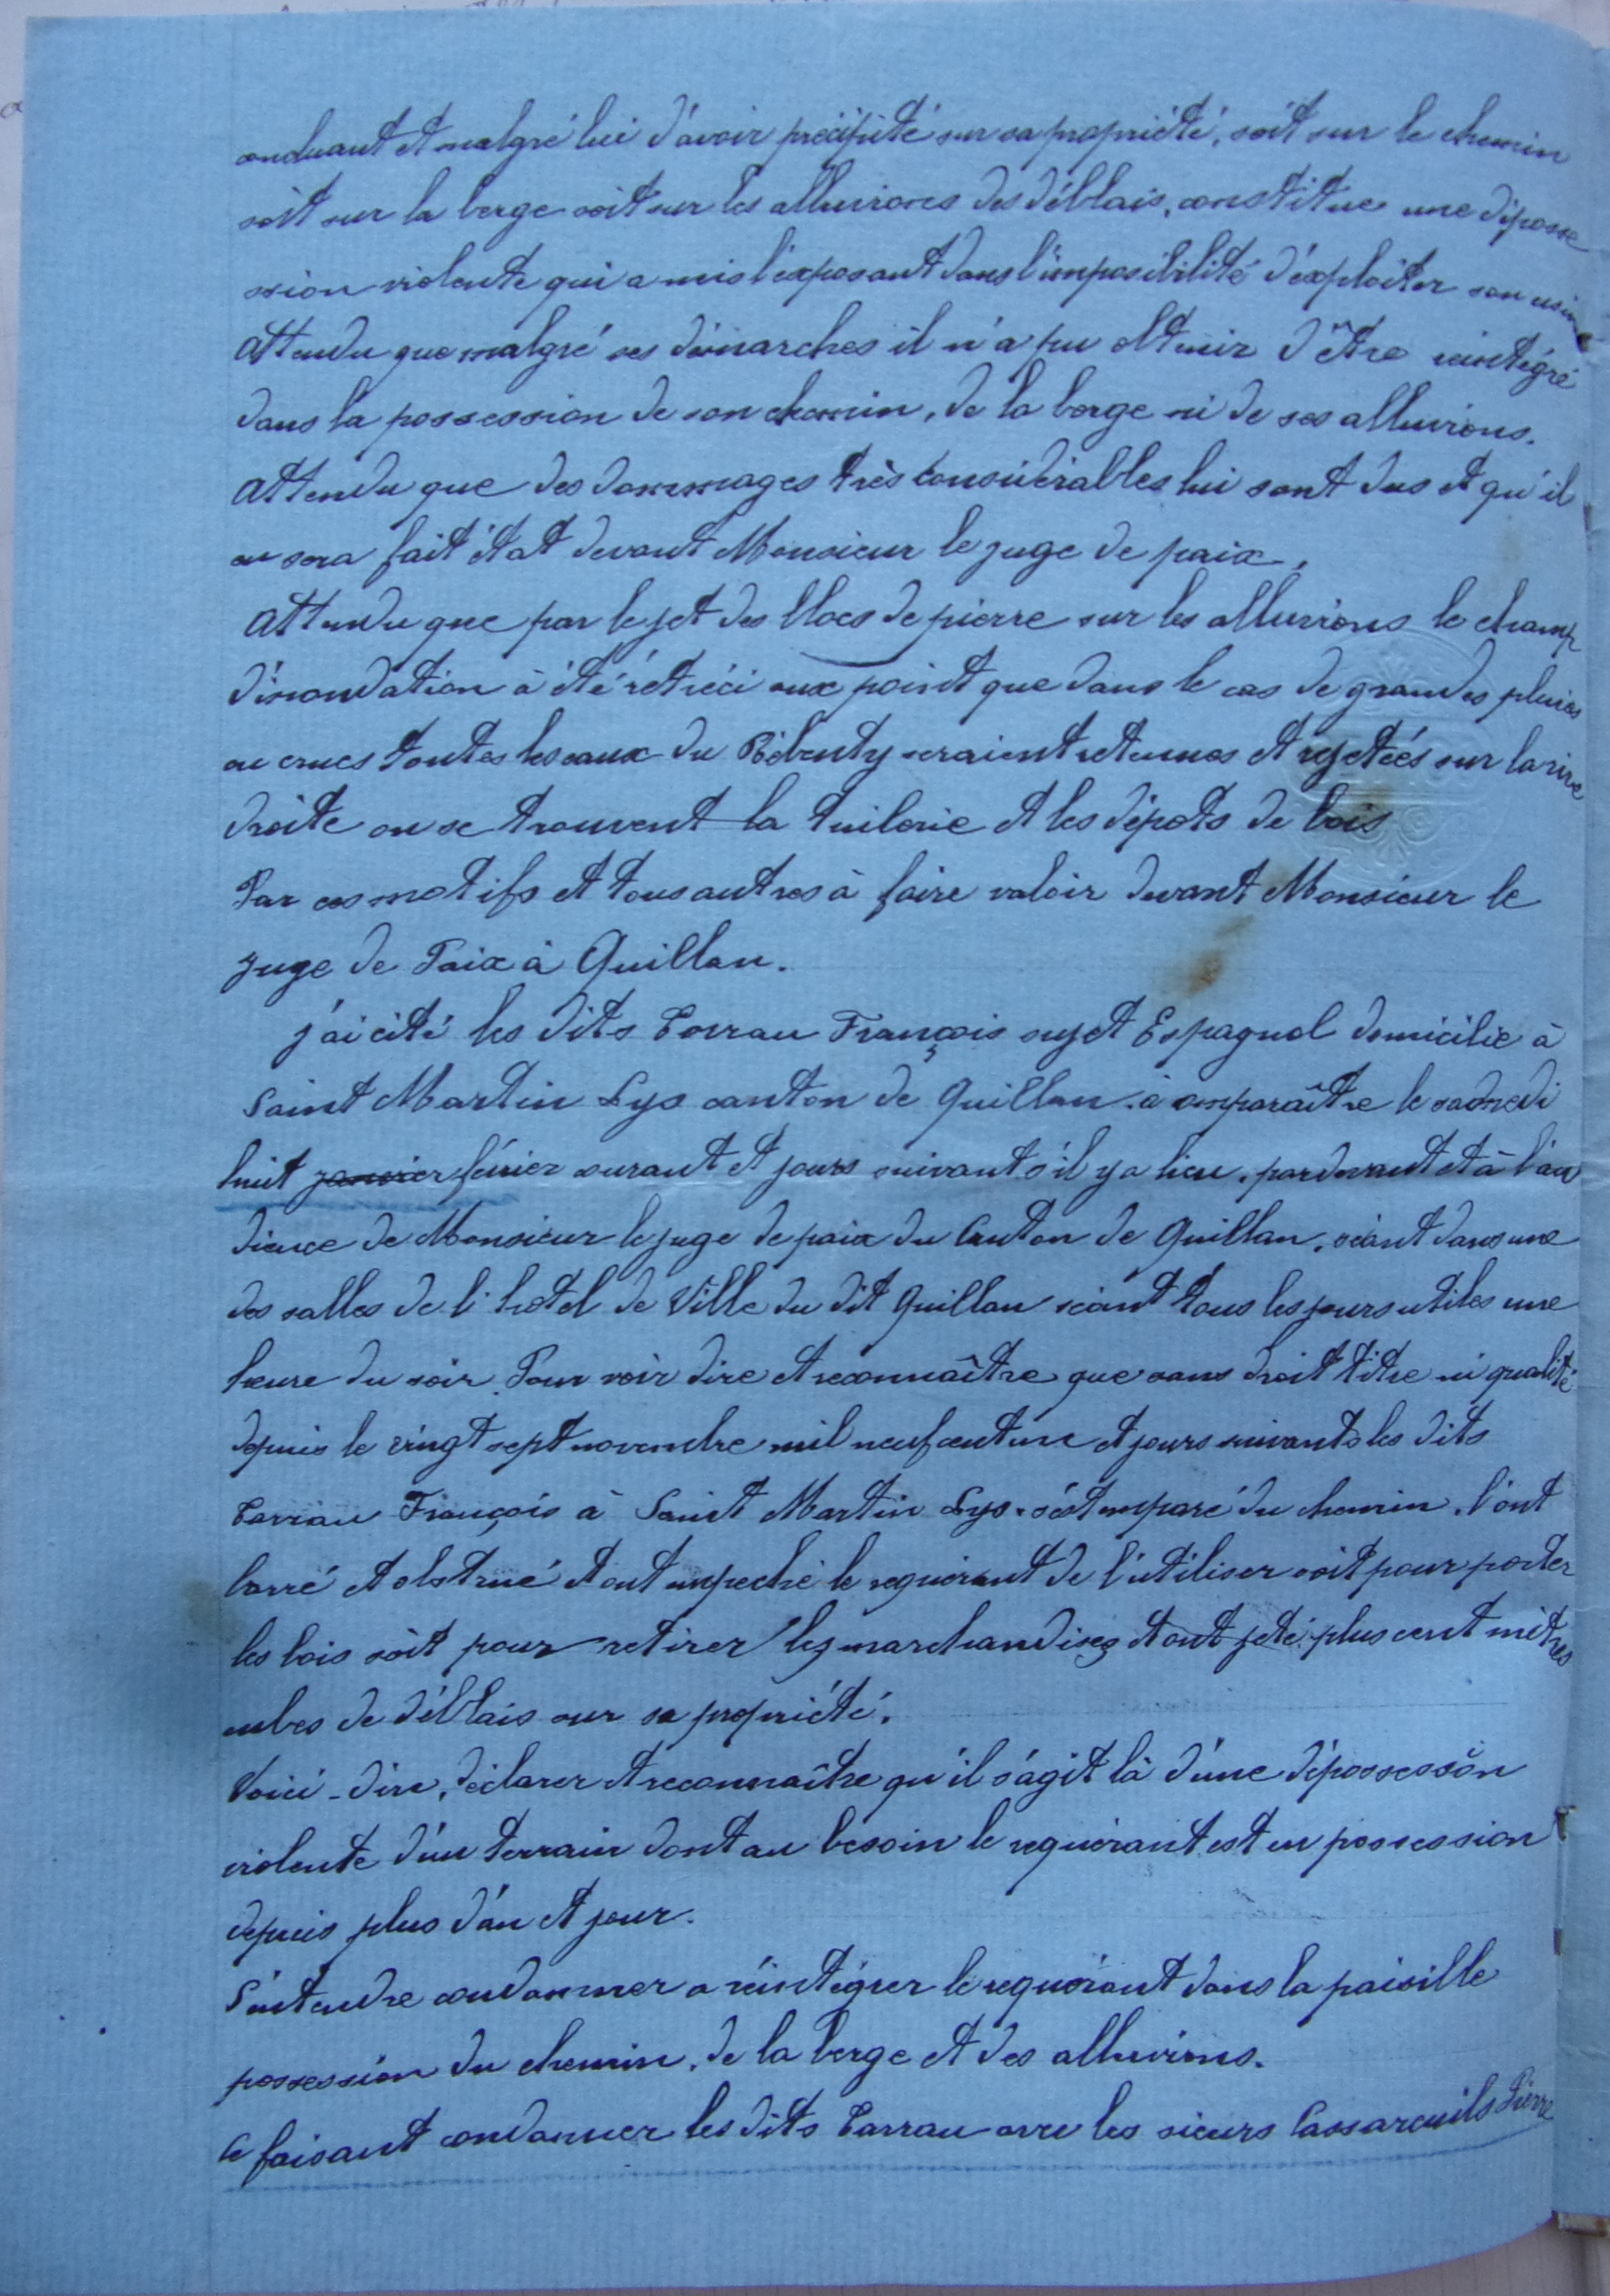 onduant et malgré lui d'avoir précipité sur sa propriété, soit sur le chemin
soit sur la berge soit sur les alluvions des déblais, constitue une déposse
ssion violente qui a mis l'exposant dans l'imposibilité d'éxploiter son usine
Attendu que malgré ses démarches il n'a pu obtenir d'être réintégré
dans la possession de son chemin, de la berge ni de ses alluvions.
Attendu que des dommages très considérables lui sont dus et qu'il
en sera fait état devant Monsieur le juge de paix.
Attendu que par le jet des blocs de pierre sur les alluvions le champ
d'inondation à été rétréci aux point que dans le cas de grandes pluies
ou crues toutes les eaux du Rébenty seraient retenues et rejetées sur la rive
droite ou se trouvent la tuilerie et les dépots de bois
Par ces motifs et tous autres à faire valoir devant Monsieur le
juge de Paix à Quillan.
j'ai cité les dits Tarrau François sujet Espagnol domicilié à
Saint Martin Lys canton de Quillan à comparaître le samedi
huit janvier février courant et jours suivant s'il y a lieu, pardevant et à l'au
dience de Monsieur le juge de paix du Canton de Quillan, séant dans une
des salles de l'hotel de Ville du dit Quillan séant tous les jours utiles une
heure du soir. Pour voir dire et reconnaître que sans droit titre ni qualité
depuis le vingt sept novembre mil neuf cent un et jours suivants les dits
Tarrau François à Saint Martin Lys s'est emparé du chemin, l'ont
barré et obstrué et ont empeché le requérant de l'utiliser soit pour porter
les bois soit pour retirer les marchandises et ont jeté plus cent mètres
cubes de déblais sur sa propriété.
Voici dire, déclarer et reconnaître qu'il s'agit là d'une dépossession
violente d'un terrain dont au besoin le requérant est en possession
depuis plus d'an et jour.
S'entendre condamner a réintégrer le requérant dans la paisible
possession du chemin, de la berge et des alluvions.
Ce faisant condamner les dits Tarrau avec les sieurs Cassareuils Pierre